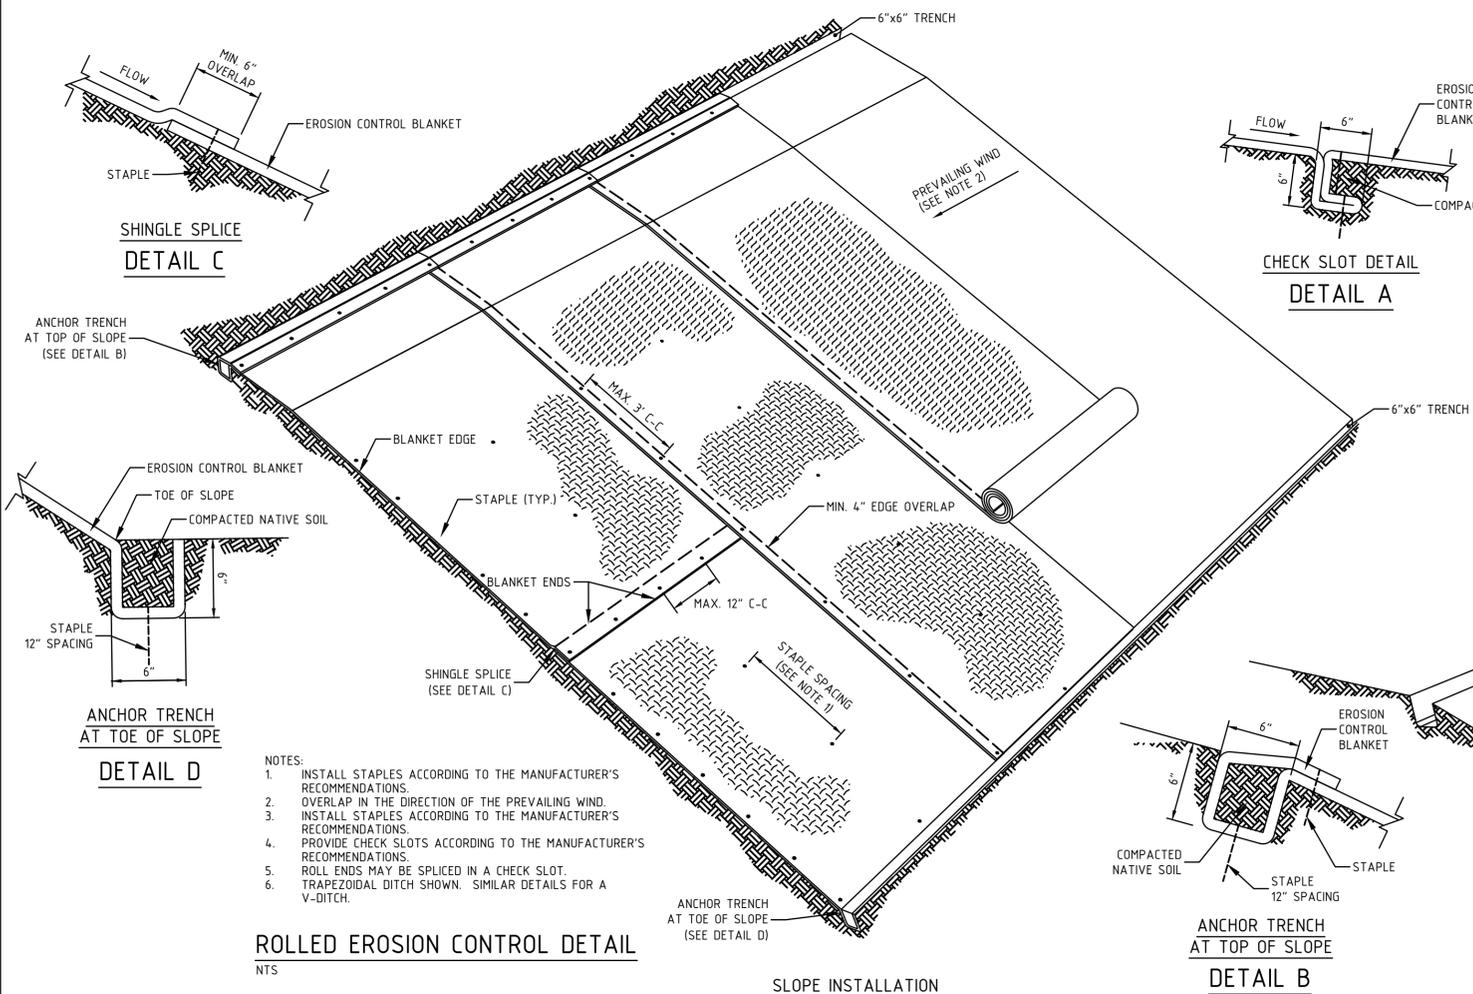 6"x6" TRENCH
MIN. 6"
OVERLAP
FLOW
EROSION CONTROL BLANKET
STAPLE
SHINGLE SPLICE
DETAIL C
PREVAILING WIND
(SEE NOTE 2)
FLOW
6"
6"
CHECK SLOT DETAIL
DETAIL A
ANCHOR TRENCH
AT TOP OF SLOPE
(SEE DETAIL B)
MAX. 3' C-C
6"x6" TRENCH
BLANKET EDGE
STAPLE (TYP.)
MIN. 4" EDGE OVERLAP
EROSION CONTROL BLANKET
TOE OF SLOPE
COMPACTED NATIVE SOIL
6"
STAPLE
12" SPACING
6"
ANCHOR TRENCH
AT TOE OF SLOPE
DETAIL D
BLANKET ENDS
MAX. 12" C-C
SHINGLE SPLICE
(SEE DETAIL C)
STAPLE SPACING
(SEE NOTE 1)
NOTES:
1. INSTALL STAPLES ACCORDING TO THE MANUFACTURER'S
RECOMMENDATIONS.
2. OVERLAP IN THE DIRECTION OF THE PREVAILING WIND.
3. INSTALL STAPLES ACCORDING TO THE MANUFACTURER'S
RECOMMENDATIONS.
4. PROVIDE CHECK SLOTS ACCORDING TO THE MANUFACTURER'S
RECOMMENDATIONS.
5. ROLL ENDS MAY BE SPLICED IN A CHECK SLOT.
6. TRAPEZOIDAL DITCH SHOWN. SIMILAR DETAILS FOR A
V-DITCH.
ROLLED EROSION CONTROL DETAIL
NTS
ANCHOR TRENCH
AT TOE OF SLOPE
(SEE DETAIL D)
SLOPE INSTALLATION
6"
6"
EROSION
CONTROL
BLANKET
COMPACTED
NATIVE SOIL
STAPLE
STAPLE
12" SPACING
ANCHOR TRENCH
AT TOP OF SLOPE
DETAIL B